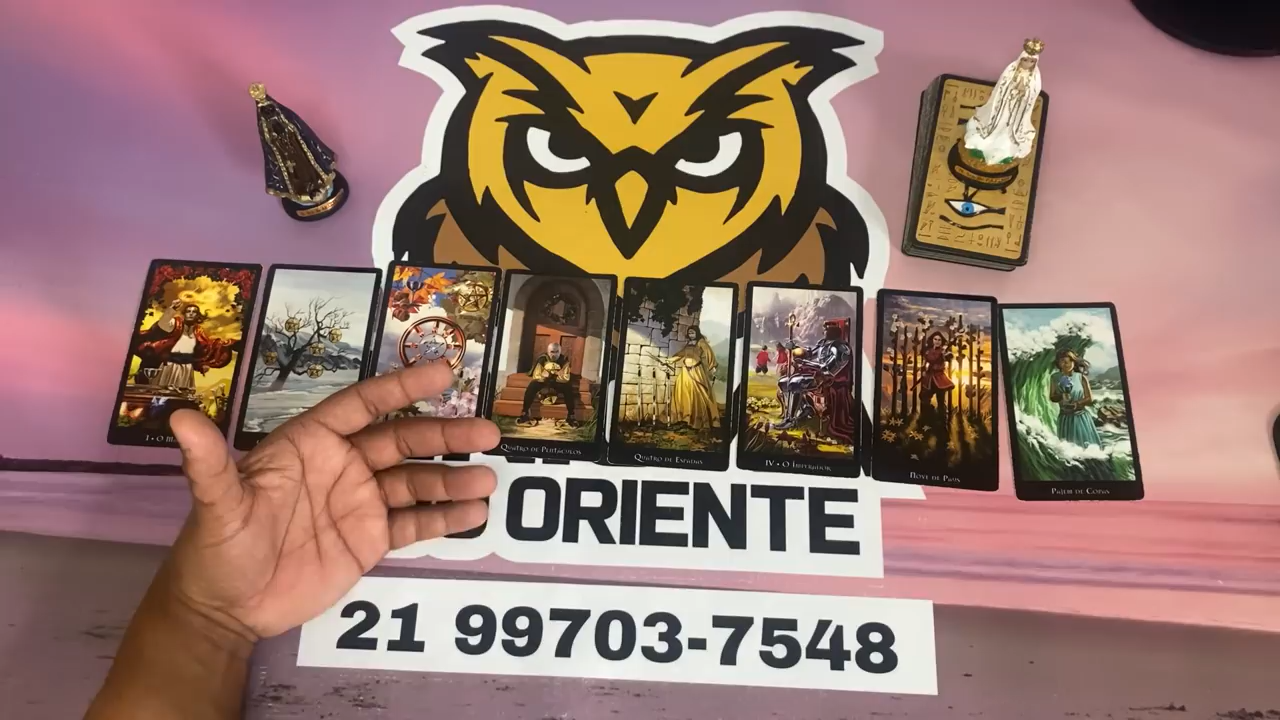 QUATRO DE PENTÁCULOS
QUATRO DE ESPADAS
IV • O IMPERADOR
NOVE DE PAUS
PAJEM DE COPAS
ORIENTE
21 99703-7548